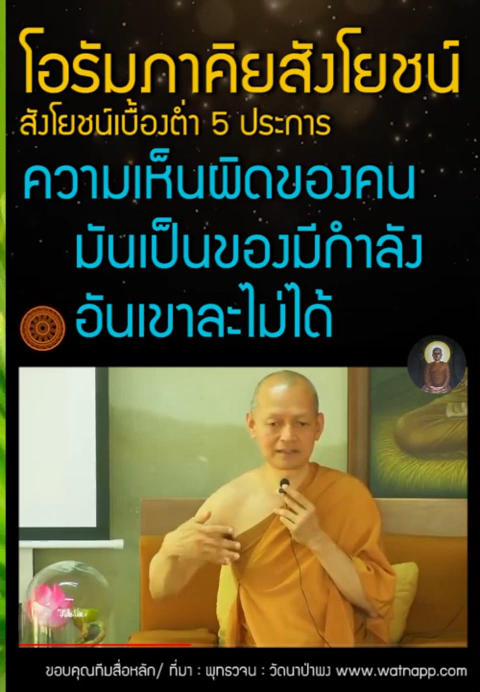 โอรัมภาคิยสังโยชน์
สังโยชน์เบื้องต่ำ 5 ประการ
ความเห็นผิดของคน
มันเป็นของมีกำลัง
อันเขาละไม่ได้
ขอบคุณทีมสื่อหลัก/ ที่มา : พุทธวจน : วัดนาป่าพง www.watnapp.com